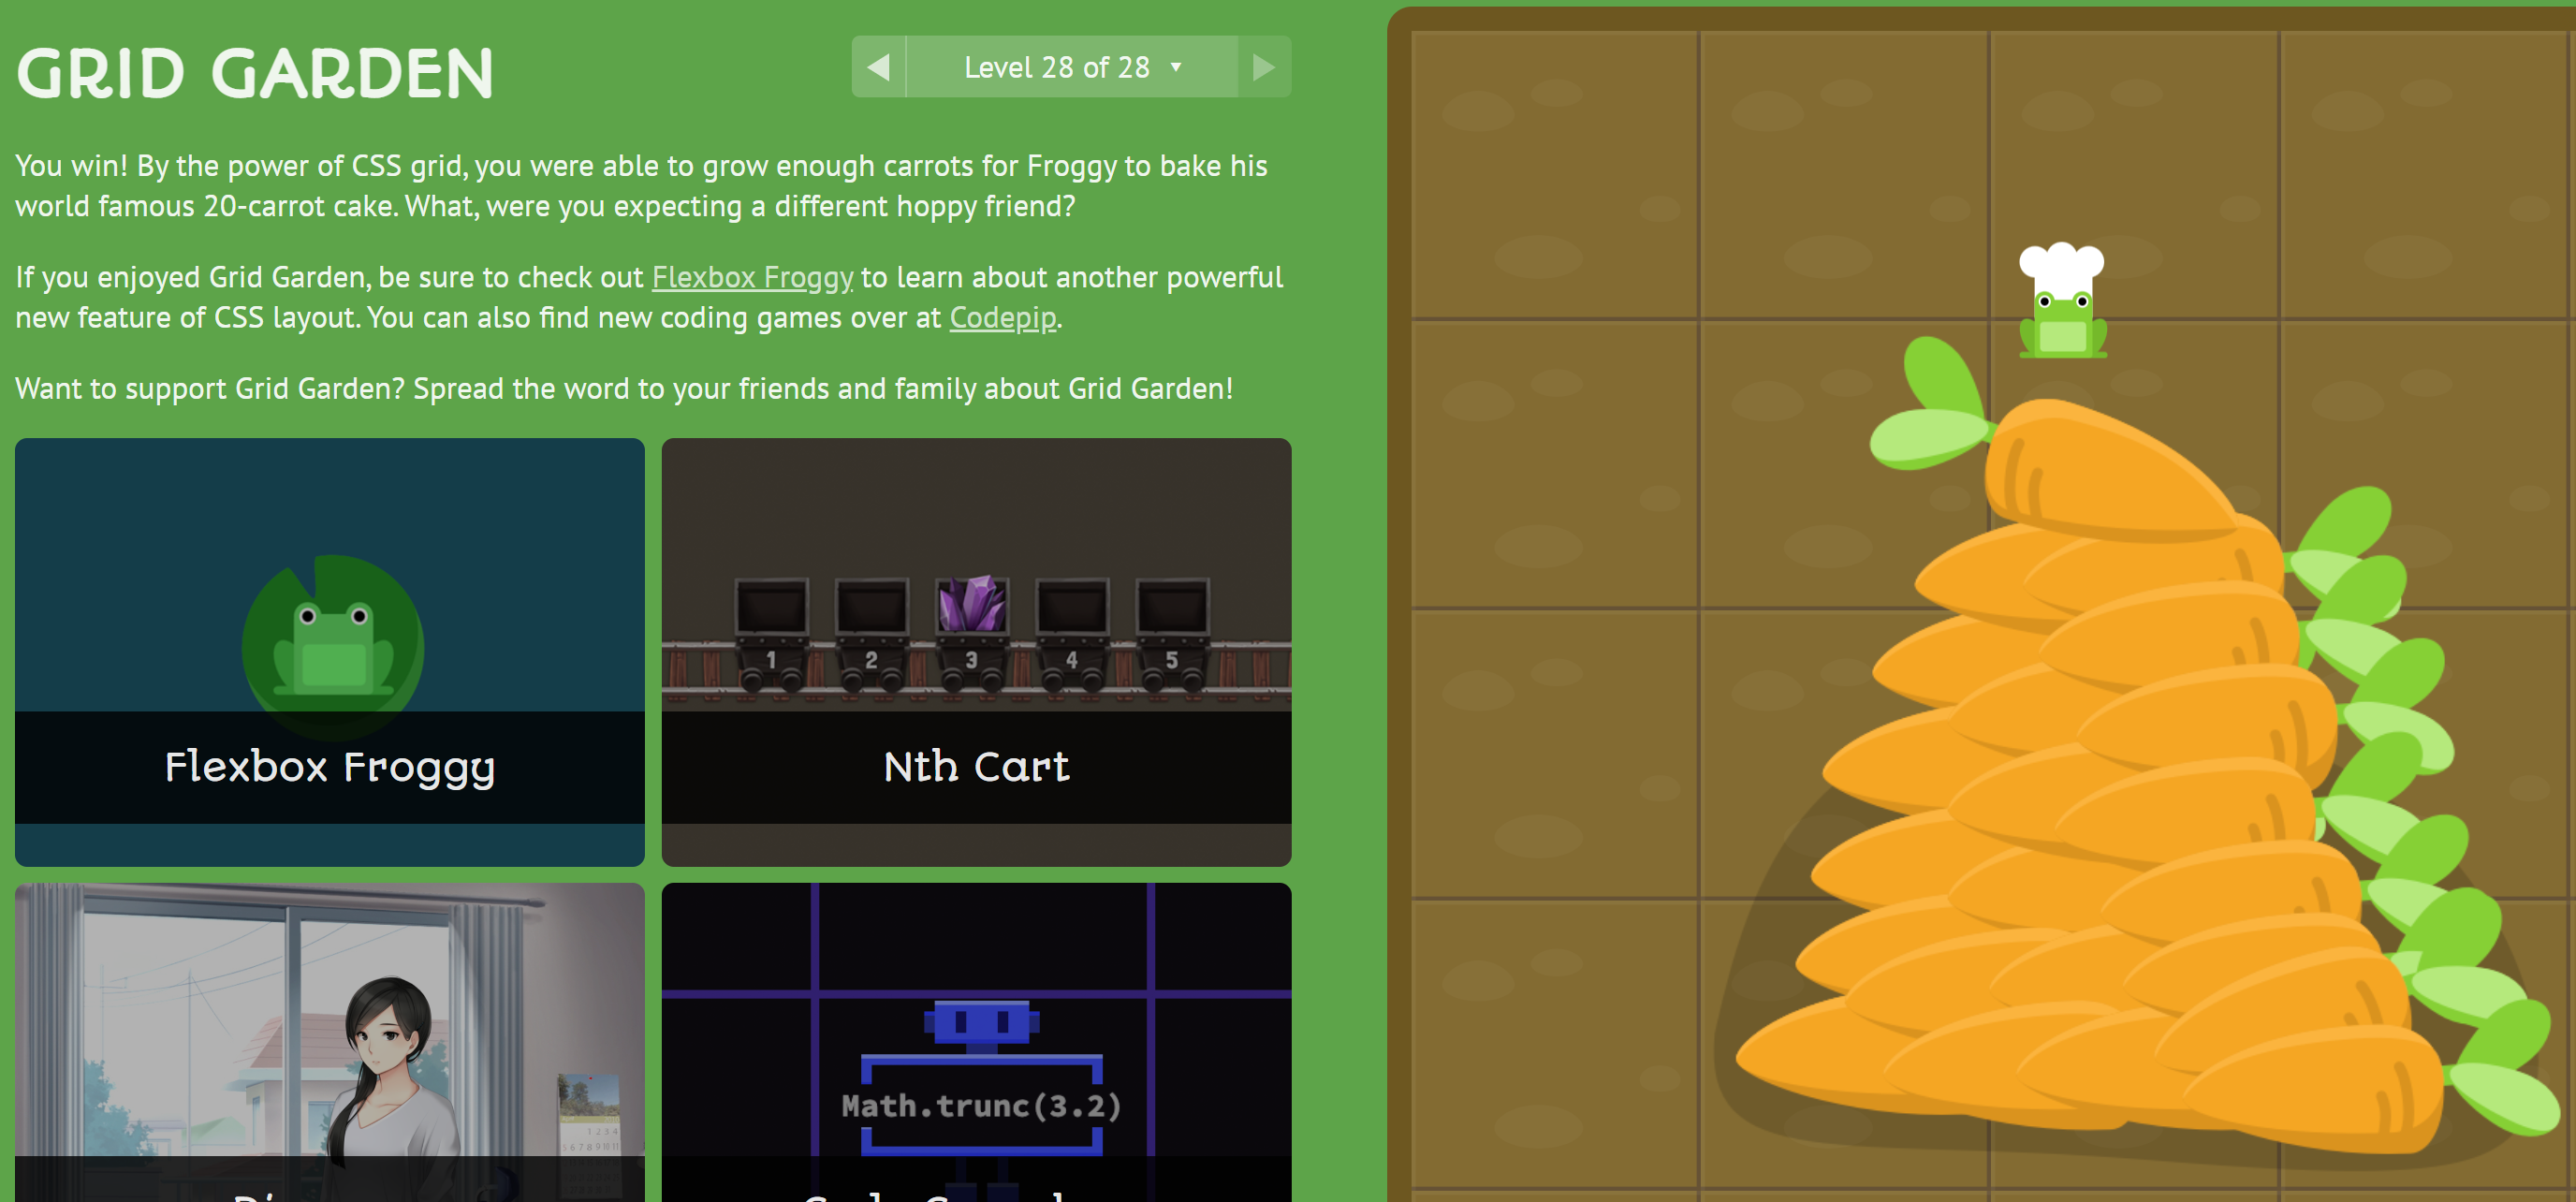 GRID GARDEN
Level 28 of 28
You win! By the power of CSS grid, you were able to grow enough carrots for Froggy to bake his
world famous 20-carrot cake. What, were you expecting a different hoppy friend?
If you enjoyed Grid Garden, be sure to check out Flexbox Froggy to learn about another powerful
new feature of CSS layout. You can also find new coding games over at Codepip.
Want to support Grid Garden? Spread the word to your friends and family about Grid Garden!
Flexbox Froggy
1 2 3 4 5
Nth Cart
Math.trunc(3.2)